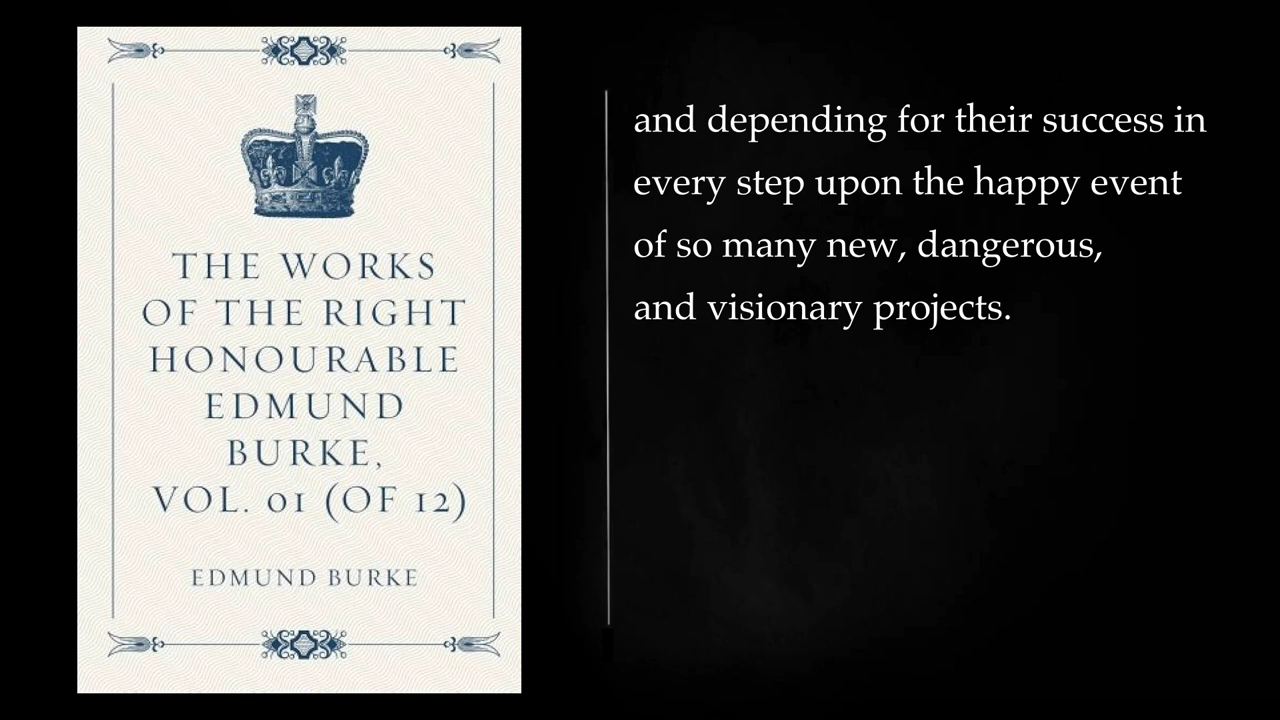 THE WORKS
OF THE RIGHT
HONOURABLE
EDMUND
BURKE,
VOL. 01 (OF 12)
EDMUND BURKE
and depending for their success in
every step upon the happy event
of so many new, dangerous,
and visionary projects.